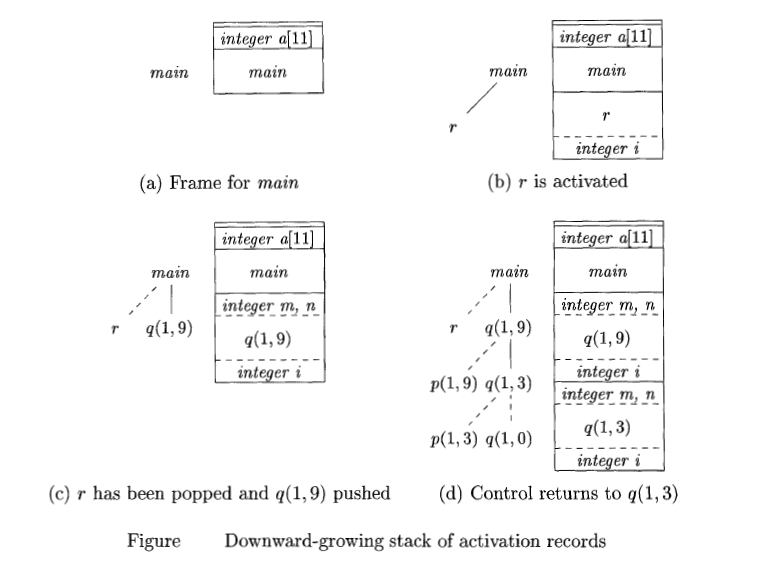 integer a[11]
main
main
(a) Frame for main
integer a[11]
main
main
r
r
integer i
(b) r is activated
integer a[11]
main
main
integer m, n
r
q(1, 9)
q(1, 9)
integer i
(c) r has been popped and q(1, 9) pushed
integer a[11]
main
main
integer m, n
r
q(1, 9)
q(1, 9)
integer i
p(1, 9) q(1, 3)
integer m, n
q(1, 3)
p(1, 3) q(1, 0)
integer i
(d) Control returns to q(1, 3)
Figure Downward-growing stack of activation records